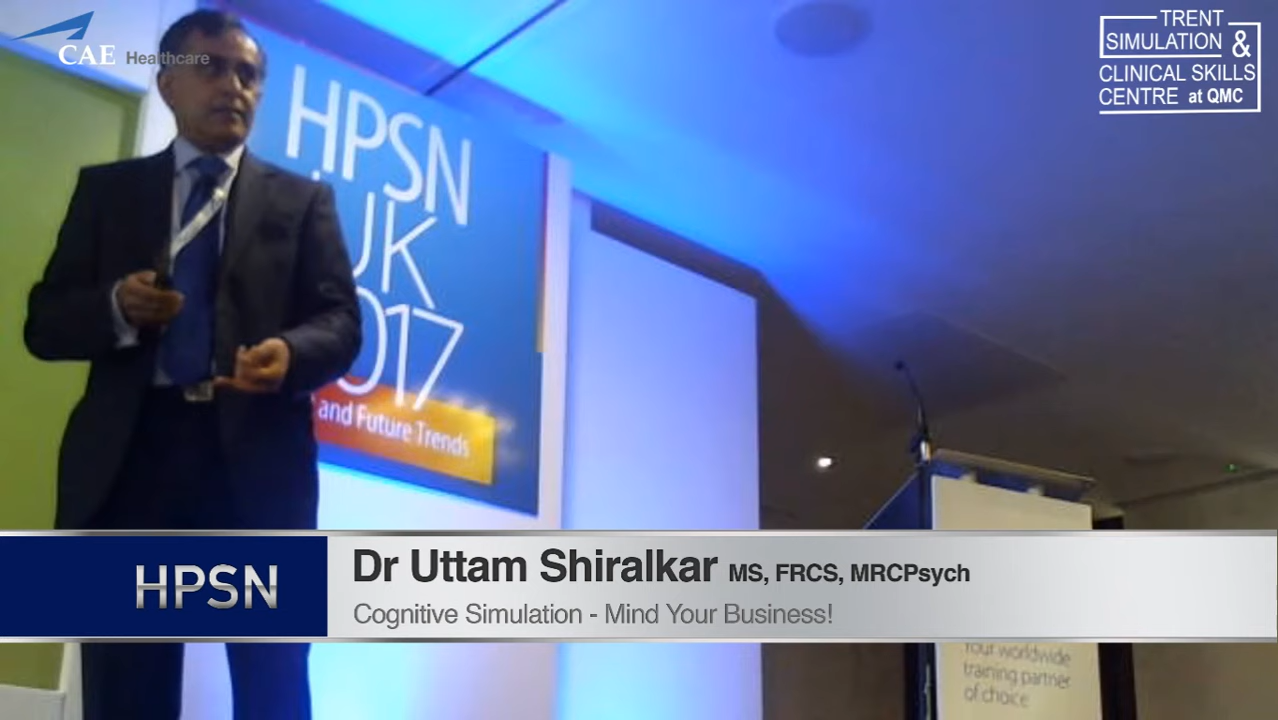 CAE Healthcare
TRENT
SIMULATION &
CLINICAL SKILLS
CENTRE at QMC
HPSN
UK
2017
and Future Trends
HPSN
Dr Uttam Shiralkar MS, FRCS, MRCPsych
Cognitive Simulation - Mind Your Business!
Your worldwide
training partner
of choice